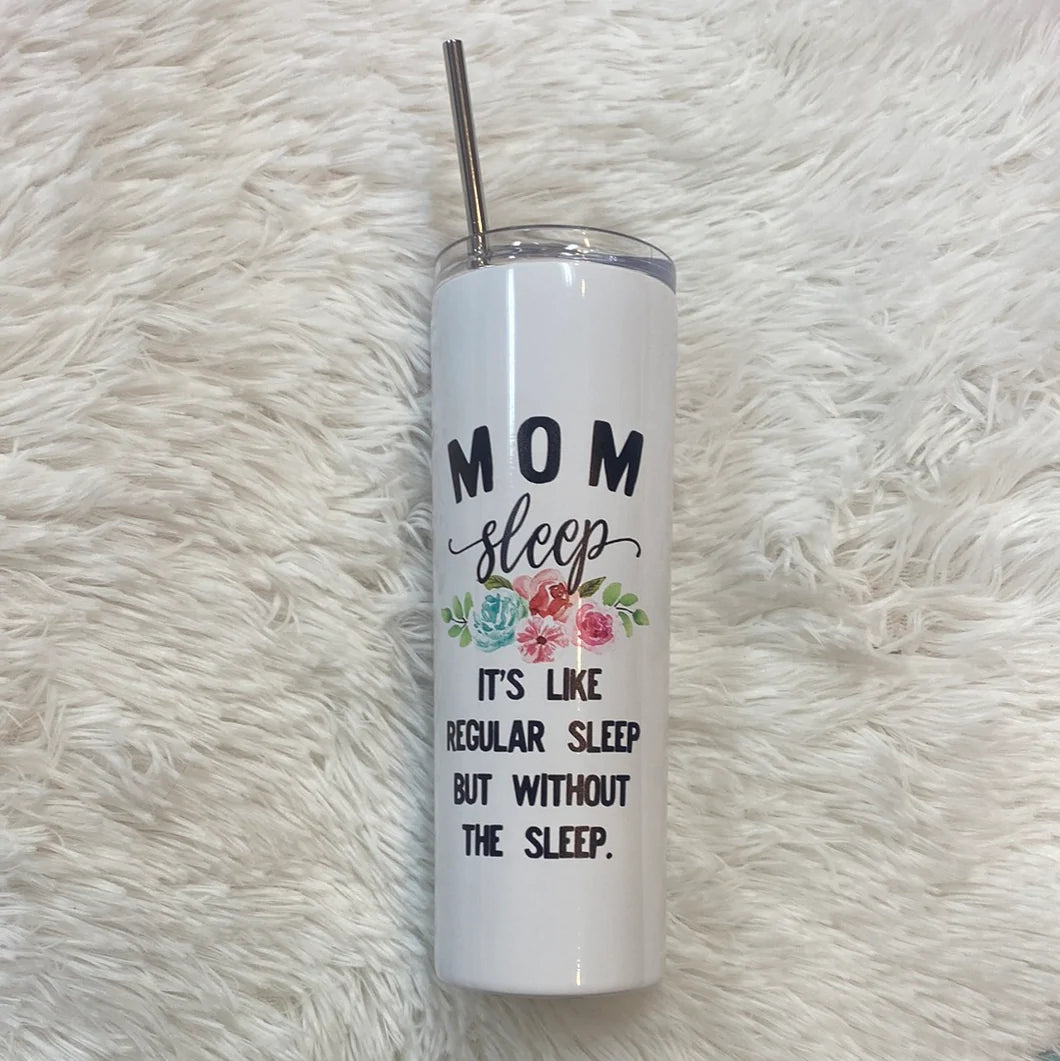 MOM
sleep
IT'S LIKE
REGULAR SLEEP
BUT WITHOUT
THE SLEEP.